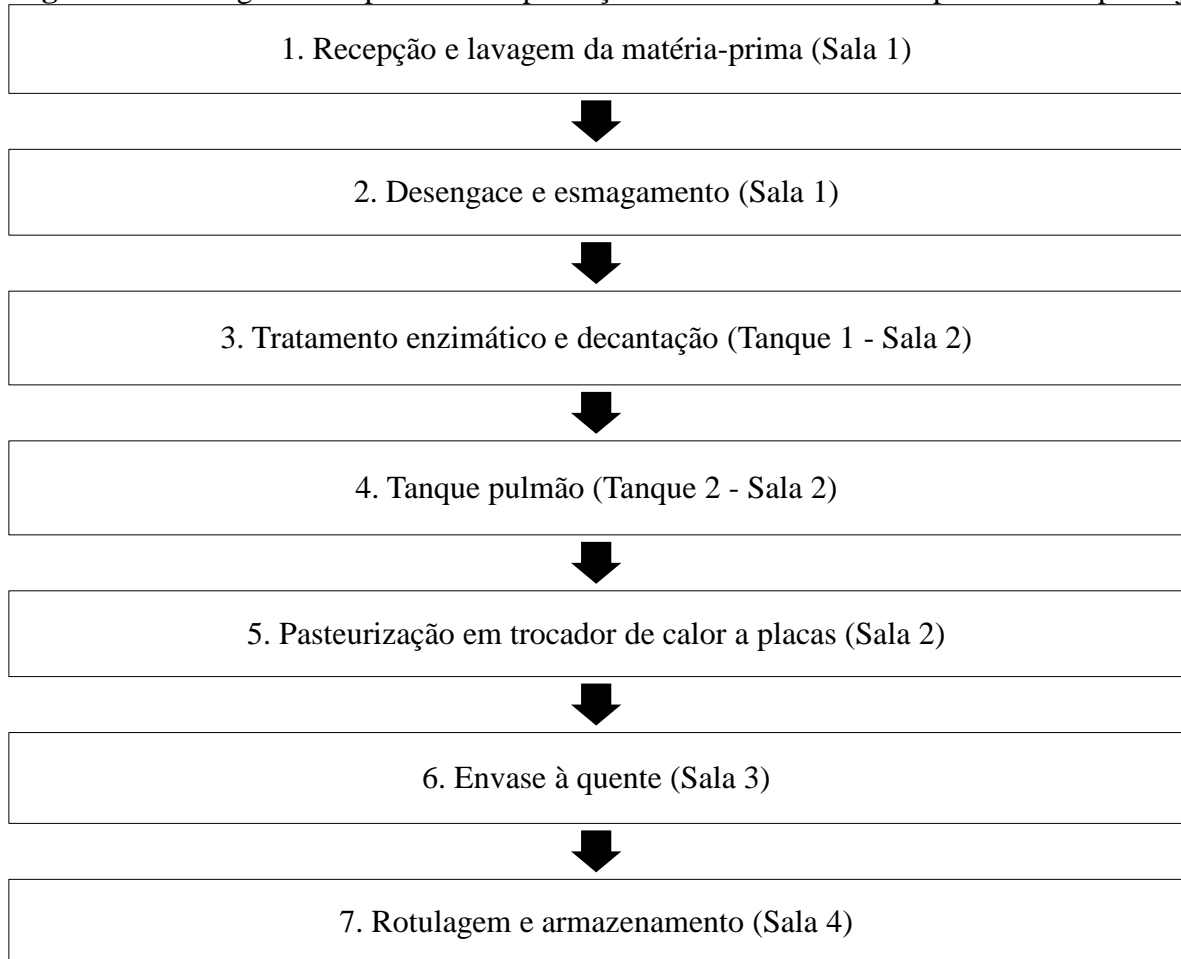 1. Recepção e lavagem da matéria-prima (Sala 1)
2. Desengace e esmagamento (Sala 1)
3. Tratamento enzimático e decantação (Tanque 1 - Sala 2)
4. Tanque pulmão (Tanque 2 - Sala 2)
5. Pasteurização em trocador de calor a placas (Sala 2)
6. Envase à quente (Sala 3)
7. Rotulagem e armazenamento (Sala 4)